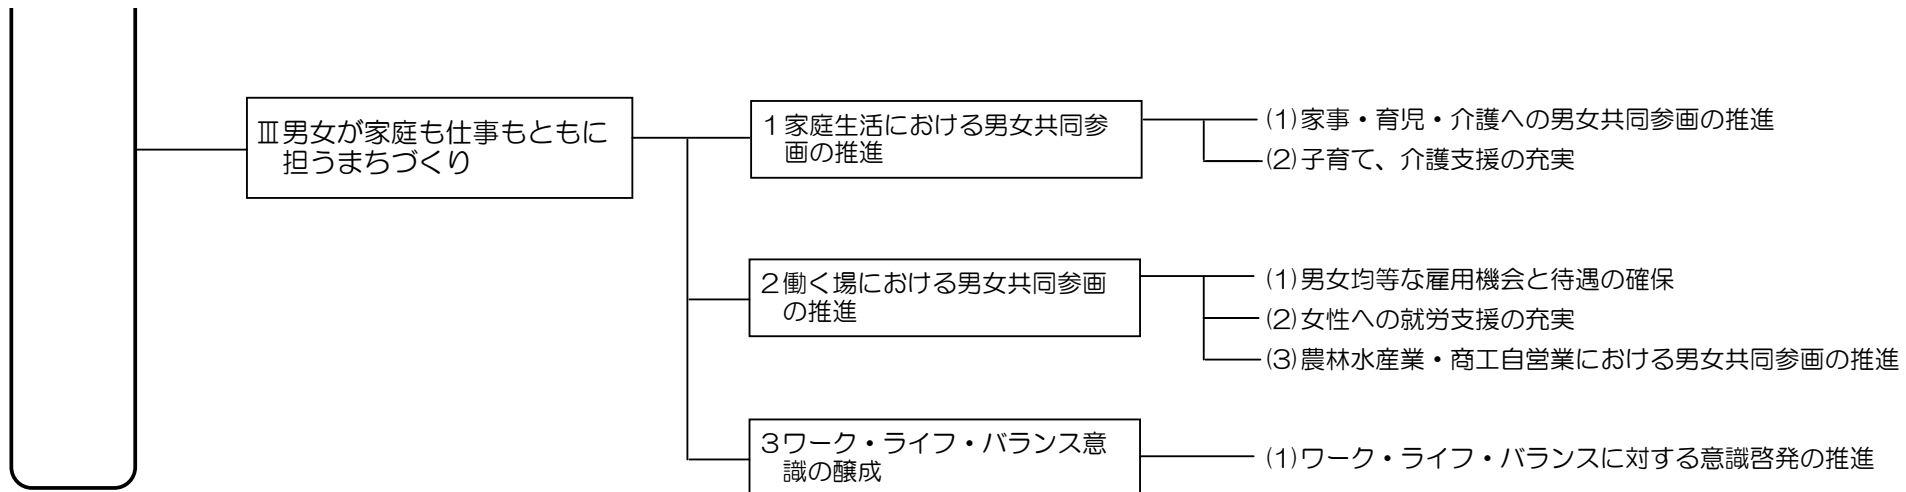 Ⅲ男女が家庭も仕事もともに
担うまちづくり
1家庭生活における男女共同参
画の推進
⑴家事・育児・介護への男女共同参画の推進
⑵子育て、介護支援の充実
2働く場における男女共同参画
の推進
⑴男女均等な雇用機会と待遇の確保
⑵女性への就労支援の充実
⑶農林水産業・商工自営業における男女共同参画の推進
3ワーク・ライフ・バランス意
識の醸成
⑴ワーク・ライフ・バランスに対する意識啓発の推進